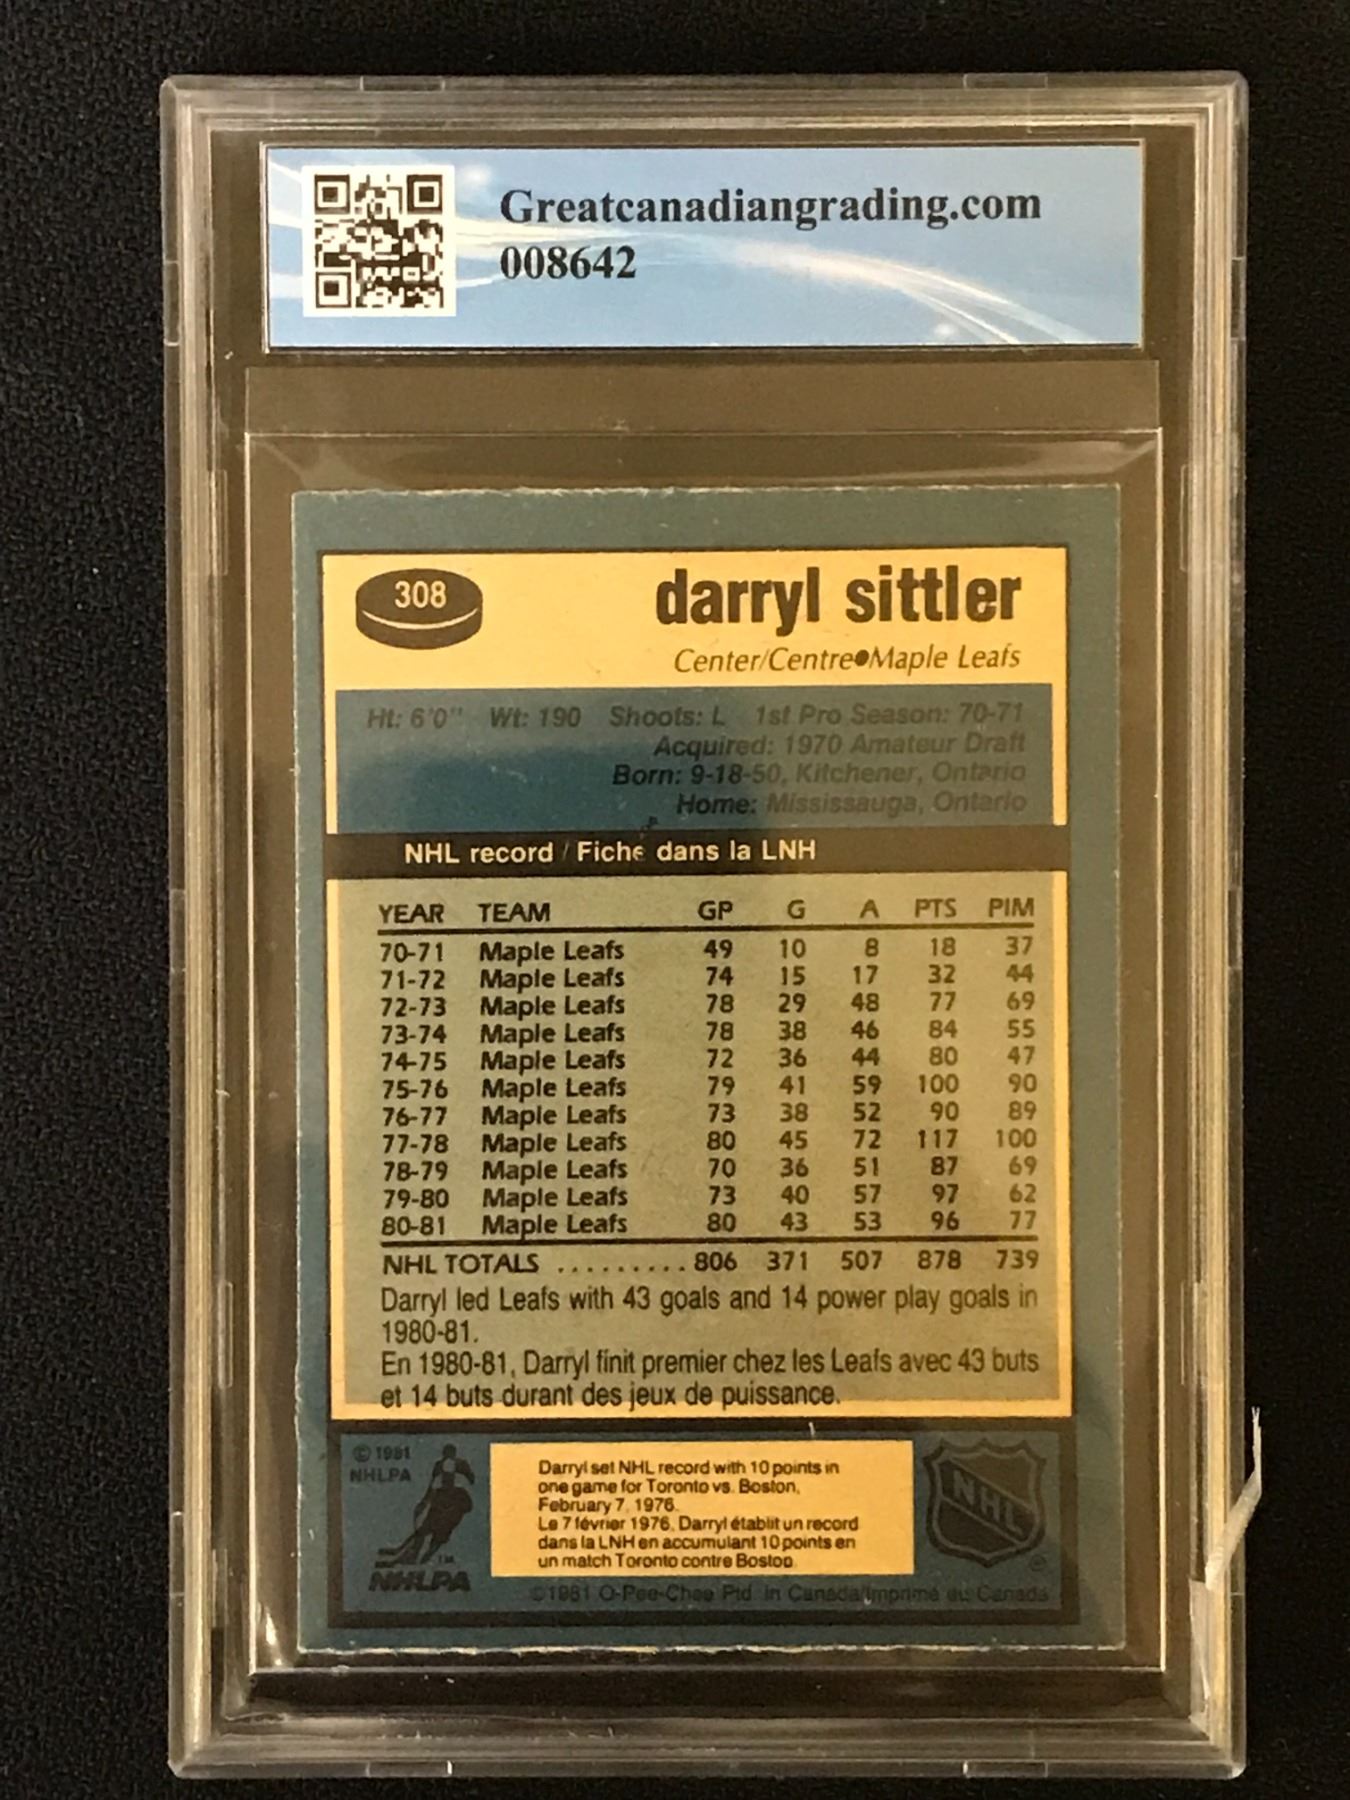 Greatcanadiangrading.com
008642
308
darryl sittler
Center/Centre●Maple Leafs
Ht: 6'0" Wt: 190 Shoots: L 1st Pro Season: 70-71
Acquired: 1970 Amateur Draft
Born: 9-18-50, Kitchener, Ontario
Home: Mississauga, Ontario
NHL record / Fiche dans la LNH
YEAR TEAM GP G A PTS PIM
70-71 Maple Leafs 49 10 8 18 37
71-72 Maple Leafs 74 15 17 32 44
72-73 Maple Leafs 78 29 48 77 69
73-74 Maple Leafs 78 38 46 84 55
74-75 Maple Leafs 72 36 44 80 47
75-76 Maple Leafs 79 41 59 100 90
76-77 Maple Leafs 73 38 52 90 89
77-78 Maple Leafs 80 45 72 117 100
78-79 Maple Leafs 70 36 51 87 69
79-80 Maple Leafs 73 40 57 97 62
80-81 Maple Leafs 80 43 53 96 77
NHL TOTALS ......... 806 371 507 878 739
Darryl led Leafs with 43 goals and 14 power play goals in
1980-81.
En 1980-81, Darryl finit premier chez les Leafs avec 43 buts
et 14 buts durant des jeux de puissance.
© 1981
NHLPA
NHLPA
Darryl set NHL record with 10 points in
one game for Toronto vs. Boston,
February 7, 1976.
Le 7 février 1976, Darryl établit un record
dans la LNH en accumulant 10 points en
un match Toronto contre Boston.
NHL
©1981 O-Pee-Chee Ptd. in Canada/Imprimé au Canada